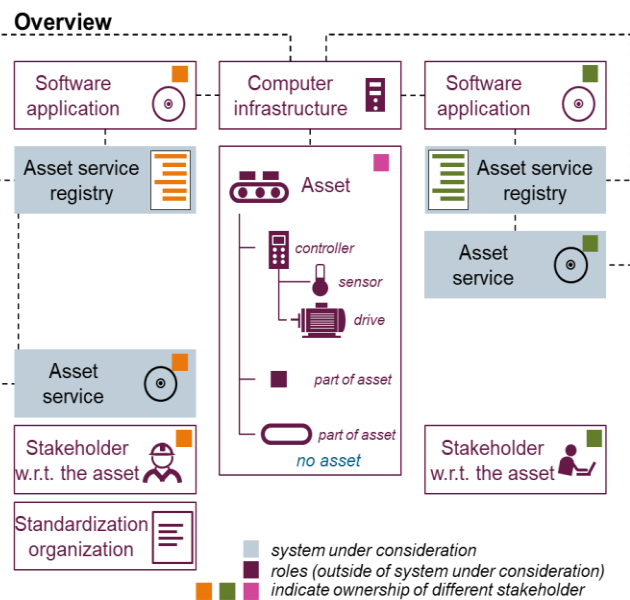 Overview
Software
application
Computer
infrastructure
Software
application
Asset service
registry
Asset
Asset service
registry
controller
sensor
drive
Asset
service
part of asset
part of asset
no asset
Asset
service
Stakeholder
w.r.t. the asset
Stakeholder
w.r.t. the asset
Standardization
organization
system under consideration
roles (outside of system under consideration)
indicate ownership of different stakeholder